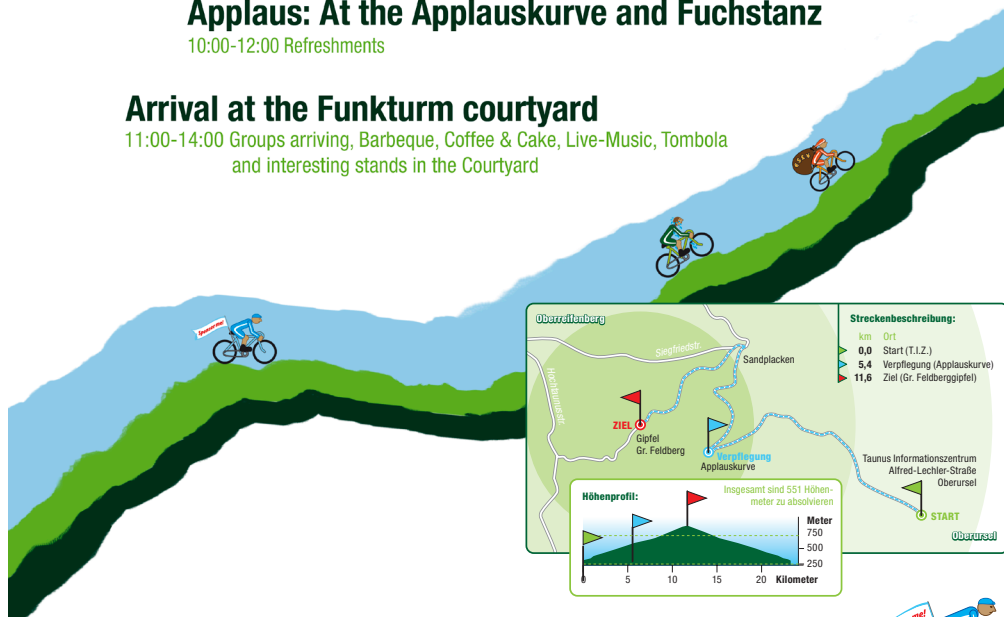 Applaus: At the Applauskurve and Fuchstanz
10:00-12:00 Refreshments
Arrival at the Funkturm courtyard
11:00-14:00 Groups arriving, Barbeque, Coffee & Cake, Live-Music, Tombola
and interesting stands in the Courtyard
Sponsor me!
Oberreifenberg
Siegfriedstr.
Hochtaunusstr.
Sandplacken
ZIEL
Gipfel
Gr. Feldberg
Verpflegung
Applauskurve
Streckenbeschreibung:
km Ort
0,0 Start (T.I.Z.)
5,4 Verpflegung (Applauskurve)
11,6 Ziel (Gr. Feldberggipfel)
Taunus Informationszentrum
Alfred-Lechler-Straße
Oberursel
START
Oberursel
Höhenprofil:
Insgesamt sind 551 Höhen-
meter zu absolvieren
Meter
750
500
250
0 5 10 15 20 Kilometer
me!